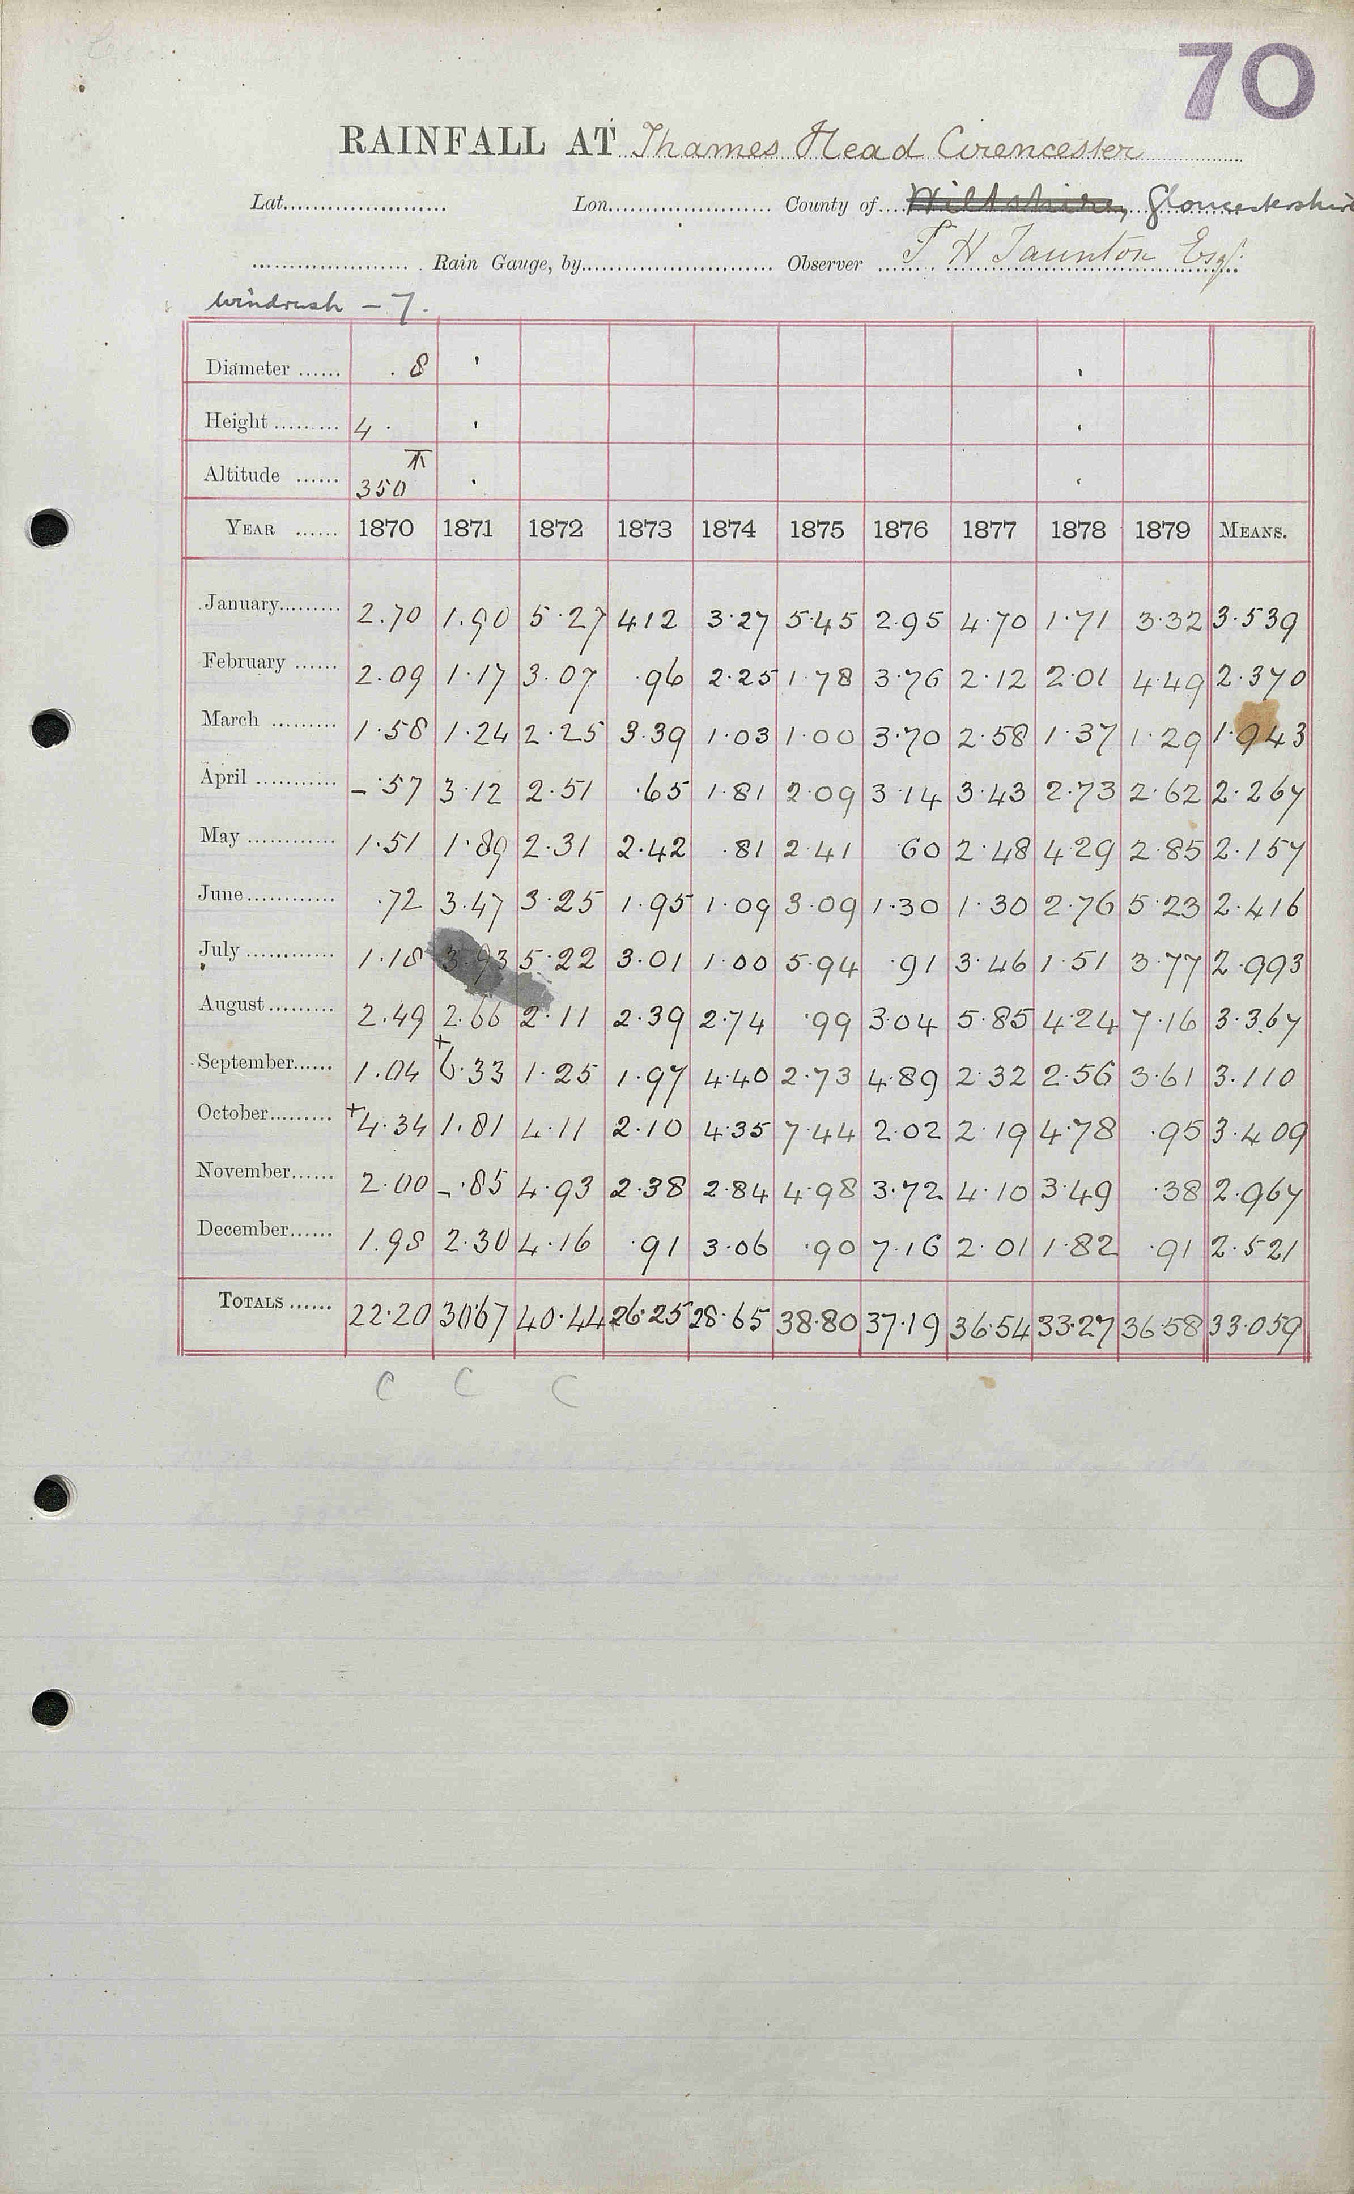 70
RAINFALL AT Thames Head Cirencester
Lat. Lon. County of Wiltshire, Gloucestershire
Rain Gauge, by Observer T H Taunton Esq.
Windrush - 7.
Diameter 8
Height 4
Altitude 350
YEAR 1870 1871 1872 1873 1874 1875 1876 1877 1878 1879 MEANS.
January 2.70 1.90 5.27 4.12 3.27 5.45 2.95 4.70 1.71 3.32 3.539
February 2.09 1.17 3.07 .96 2.25 1.78 3.76 2.12 2.01 4.49 2.370
March 1.58 1.24 2.25 3.39 1.03 1.00 3.70 2.58 1.37 1.29 1.943
April - .57 3.12 2.51 .65 1.81 2.09 3.14 3.43 2.73 2.62 2.267
May 1.51 1.89 2.31 2.42 .81 2.41 .60 2.48 4.29 2.85 2.157
June .72 3.47 3.25 1.95 1.09 3.09 1.30 1.30 2.76 5.23 2.416
July 1.18 3.93 5.22 3.01 1.00 5.94 .91 3.46 1.51 3.77 2.993
August 2.49 2.66 2.11 2.39 2.74 .99 3.04 5.85 4.24 7.16 3.367
September 1.04 +6.33 1.25 1.97 4.40 2.73 4.89 2.32 2.56 3.61 3.110
October +4.34 1.81 4.11 2.10 4.35 7.44 2.02 2.19 4.78 .95 3.409
November 2.00 - .85 4.93 2.38 2.84 4.98 3.72 4.10 3.49 .38 2.967
December 1.98 2.30 4.16 .91 3.06 .90 7.16 2.01 1.82 .91 2.521
TOTALS 22.20 30.67 40.44 26.25 28.65 38.80 37.19 36.54 33.27 36.58 33.059
C C C